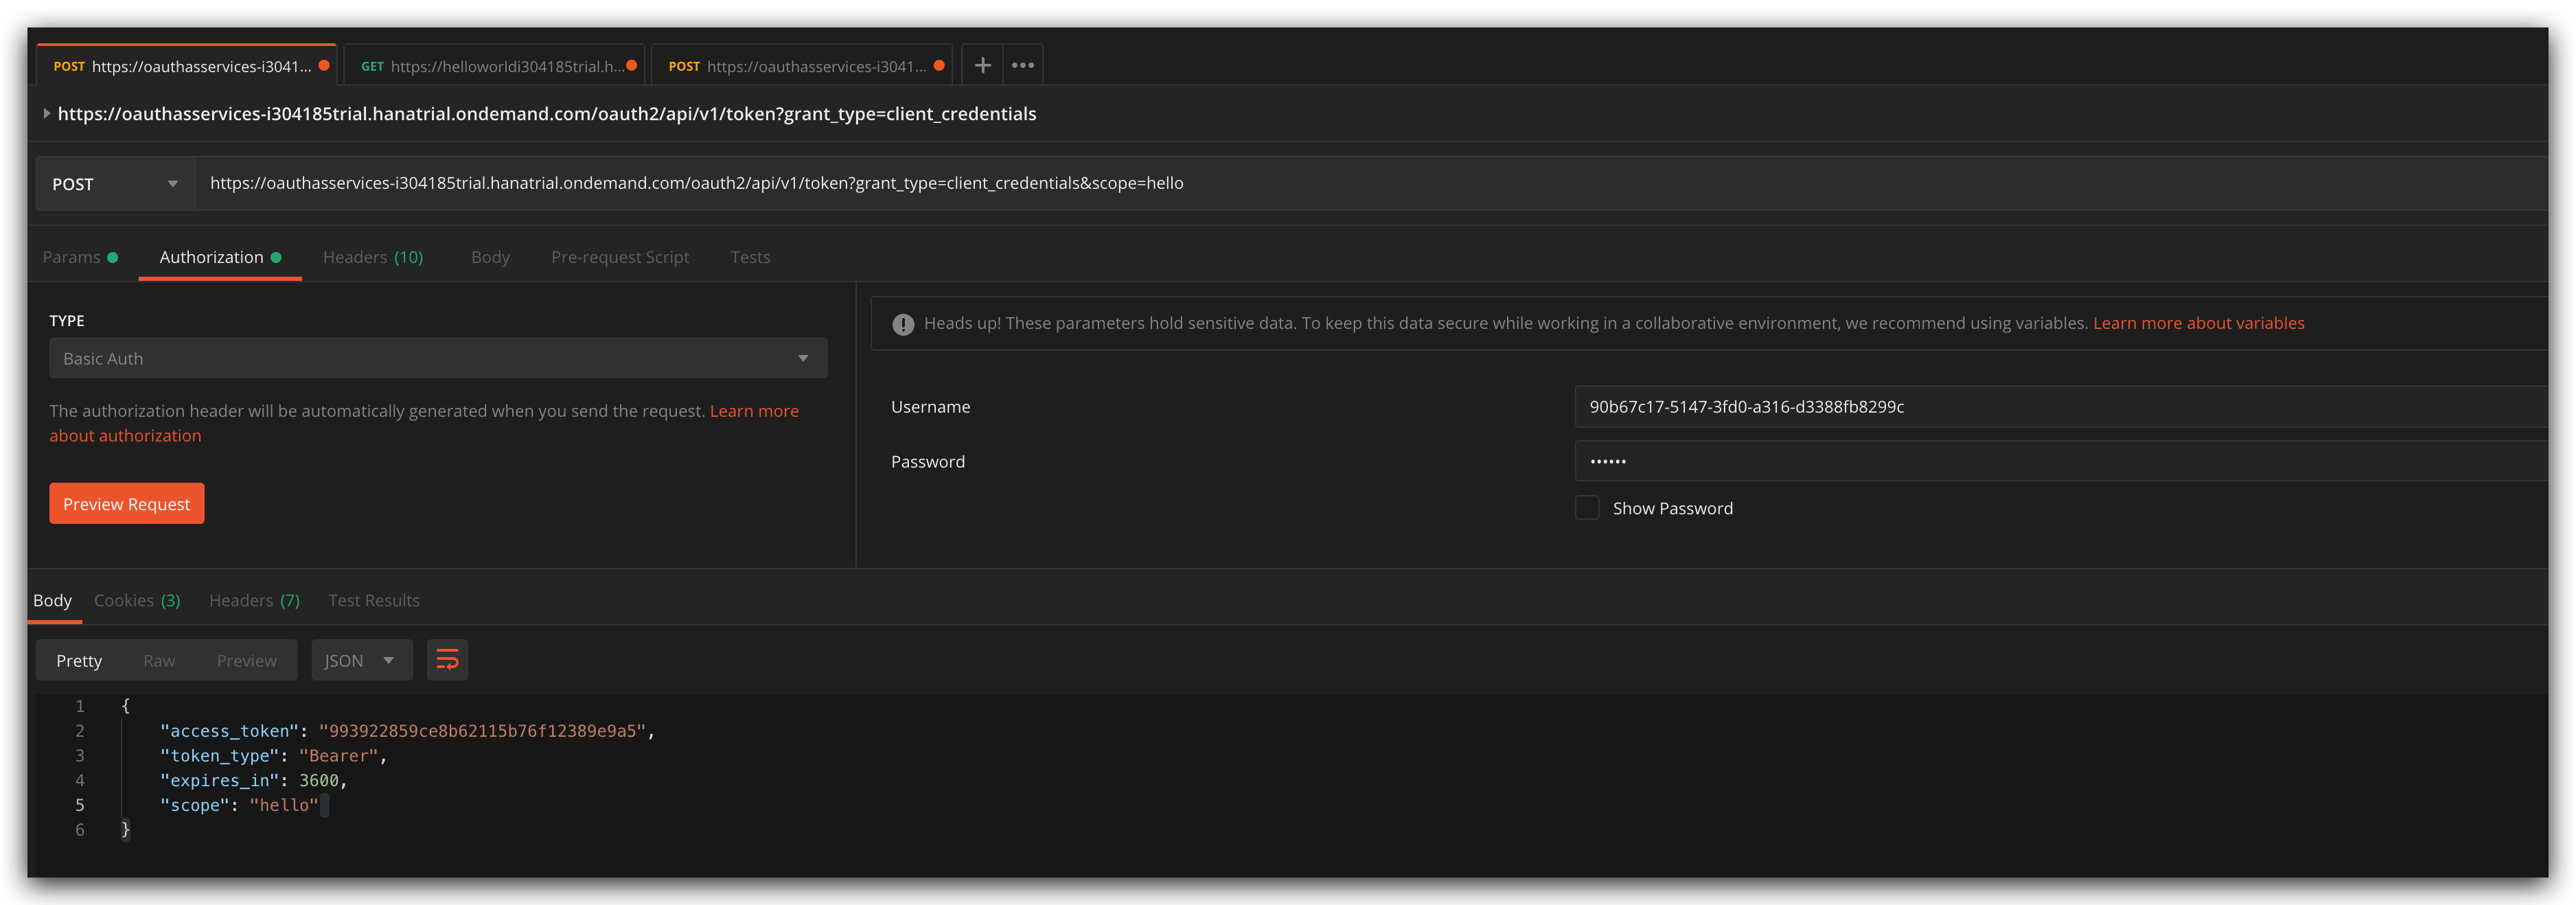 POST https://oauthasservices-i3041... GET https://helloworldi304185trial.h... POST https://oauthasservices-i3041... + •••
https://oauthasservices-i304185trial.hanatrial.ondemand.com/oauth2/api/v1/token?grant_type=client_credentials
POST https://oauthasservices-i304185trial.hanatrial.ondemand.com/oauth2/api/v1/token?grant_type=client_credentials&scope=hello
Params Authorization Headers (10) Body Pre-request Script Tests
TYPE
Basic Auth
The authorization header will be automatically generated when you send the request. Learn more
about authorization
Preview Request
Heads up! These parameters hold sensitive data. To keep this data secure while working in a collaborative environment, we recommend using variables. Learn more about variables
Username 90b67c17-5147-3fd0-a316-d3388fb8299c
Password ••••••
Show Password
Body Cookies (3) Headers (7) Test Results
Pretty Raw Preview JSON
1 {
2 "access_token": "993922859ce8b62115b76f12389e9a5",
3 "token_type": "Bearer",
4 "expires_in": 3600,
5 "scope": "hello"
6 }